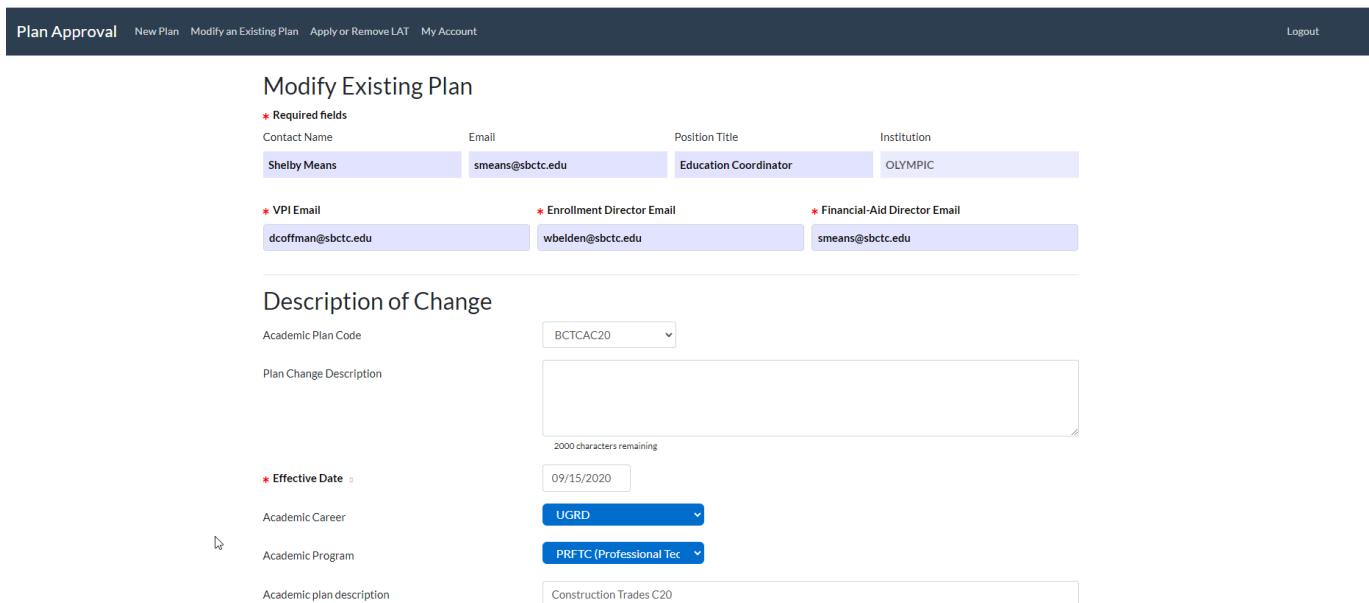 Plan Approval New Plan Modify an Existing Plan Apply or Remove LAT My Account Logout
Modify Existing Plan
* Required fields
Contact Name Email Position Title Institution
Shelby Means smeans@sbctc.edu Education Coordinator OLYMPIC
* VPI Email * Enrollment Director Email * Financial-Aid Director Email
dcoffman@sbctc.edu wbelden@sbctc.edu smeans@sbctc.edu
Description of Change
Academic Plan Code BCTCAC20
Plan Change Description
2000 characters remaining
* Effective Date 09/15/2020
Academic Career UGRD
Academic Program PRFTC (Professional Tec
Academic plan description Construction Trades C20